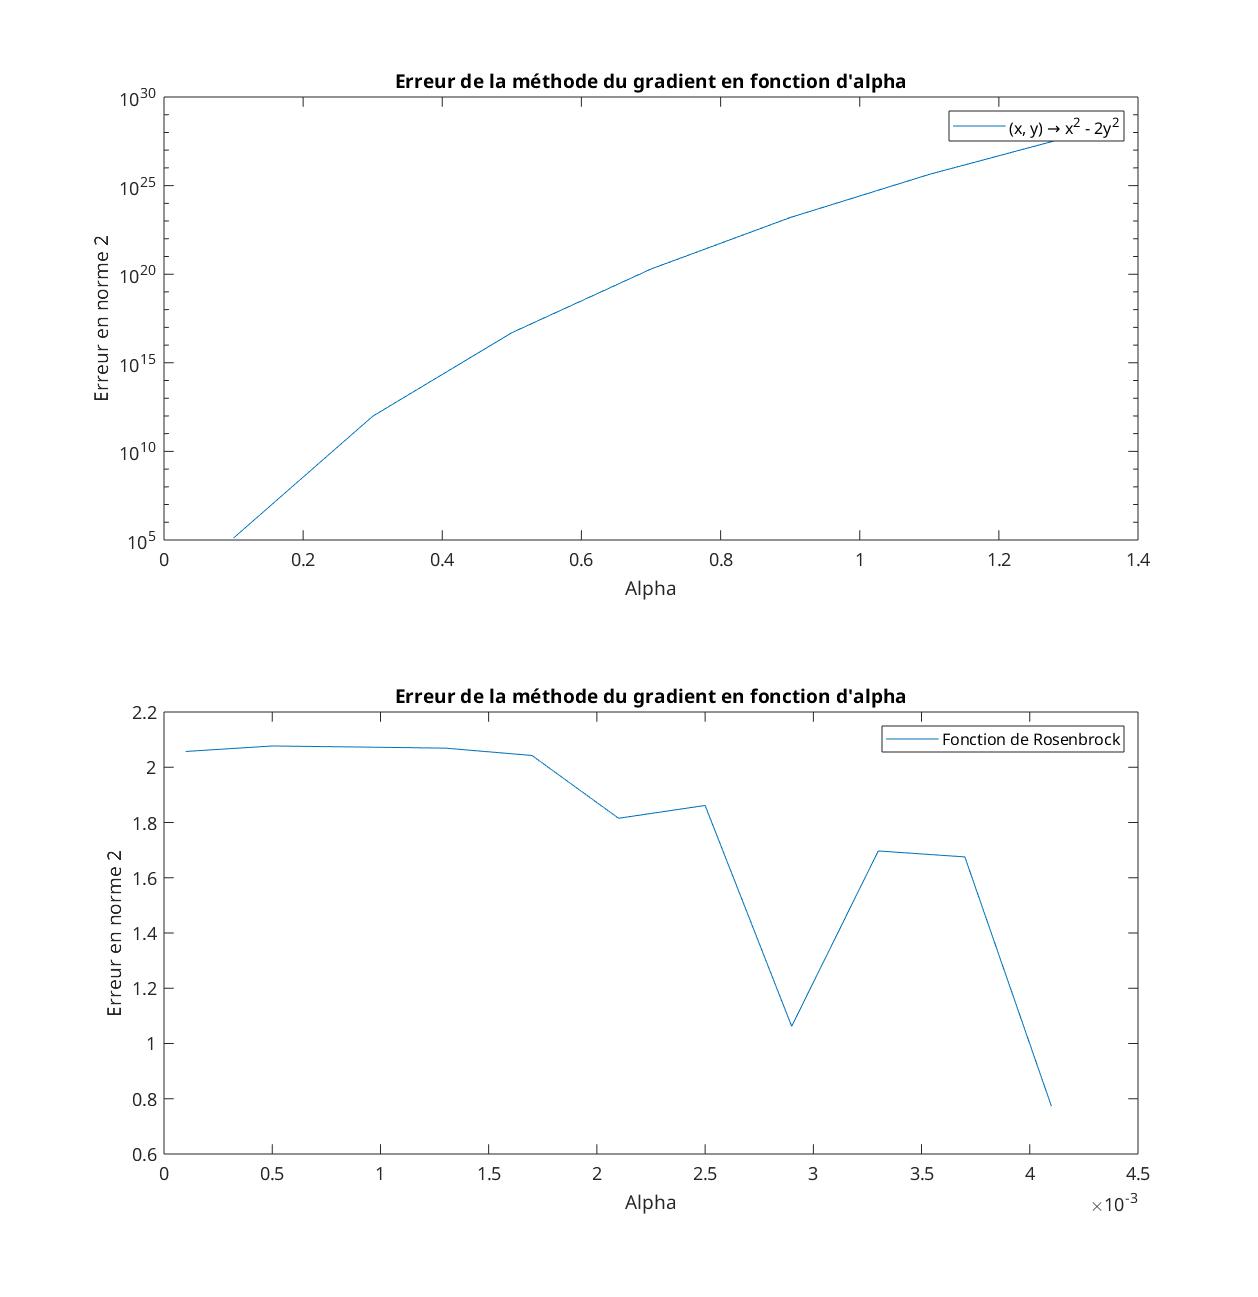 Erreur de la méthode du gradient en fonction d'alpha
10^30
(x, y) → x^2 - 2y^2
10^25
10^20
10^15
10^10
10^5
Erreur en norme 2
0 0.2 0.4 0.6 0.8 1 1.2 1.4
Alpha
Erreur de la méthode du gradient en fonction d'alpha
2.2
Fonction de Rosenbrock
2
1.8
1.6
1.4
1.2
1
0.8
0.6
Erreur en norme 2
0 0.5 1 1.5 2 2.5 3 3.5 4 4.5
Alpha
×10^-3